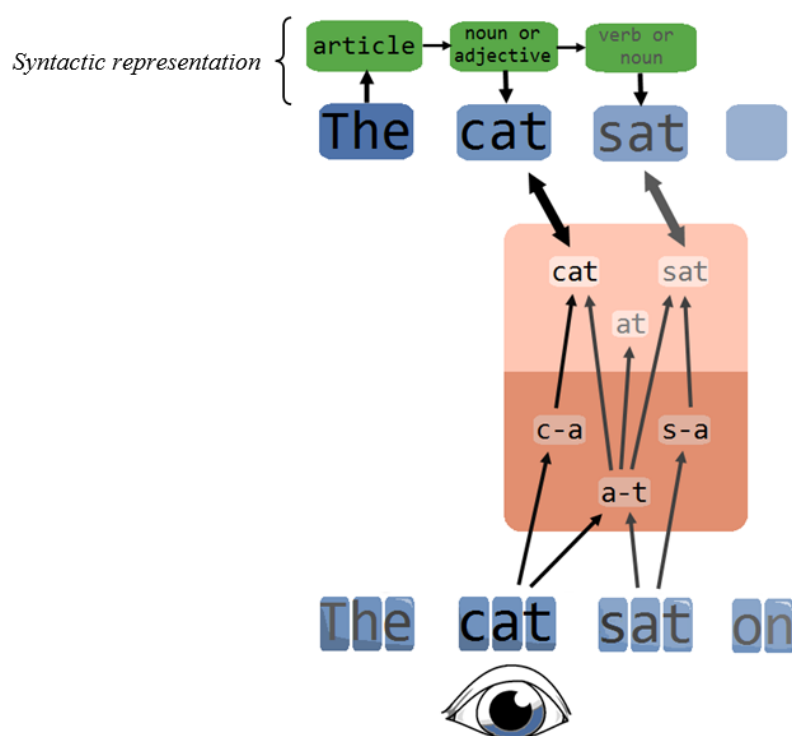 article
noun or
adjective
verb or
noun
Syntactic representation
The cat sat
cat sat
at
c-a s-a
a-t
The cat sat on